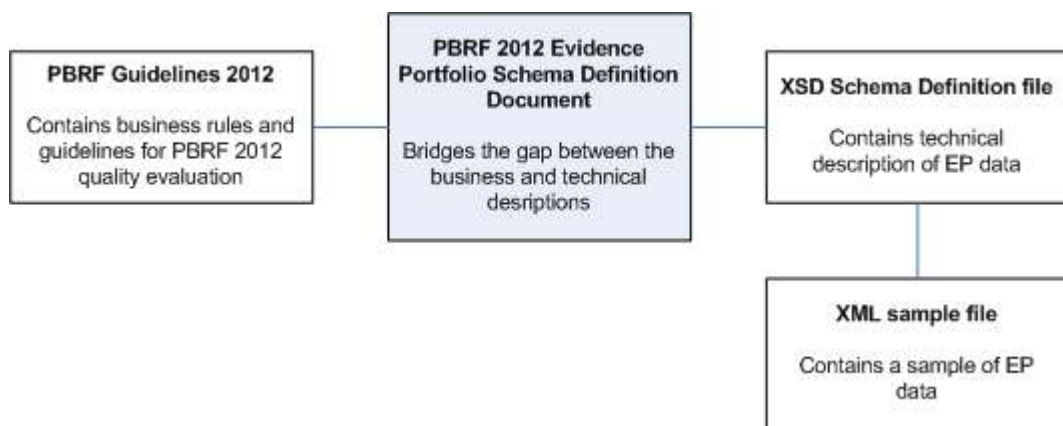 PBRF Guidelines 2012
Contains business rules and
guidelines for PBRF 2012
quality evaluation
PBRF 2012 Evidence
Portfolio Schema Definition
Document
Bridges the gap between the
business and technical
desriptions
XSD Schema Definition file
Contains technical
description of EP data
XML sample file
Contains a sample of EP
data